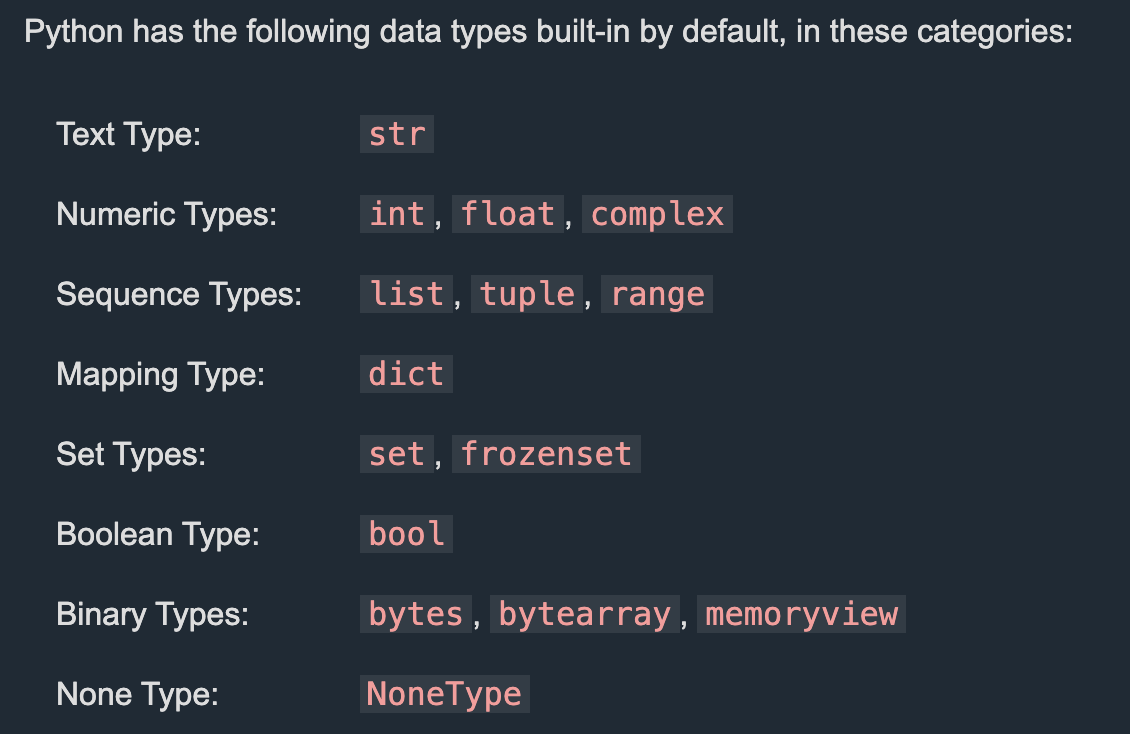 Python has the following data types built-in by default, in these categories:
Text Type: str
Numeric Types: int, float, complex
Sequence Types: list, tuple, range
Mapping Type: dict
Set Types: set, frozenset
Boolean Type: bool
Binary Types: bytes, bytearray, memoryview
None Type: NoneType